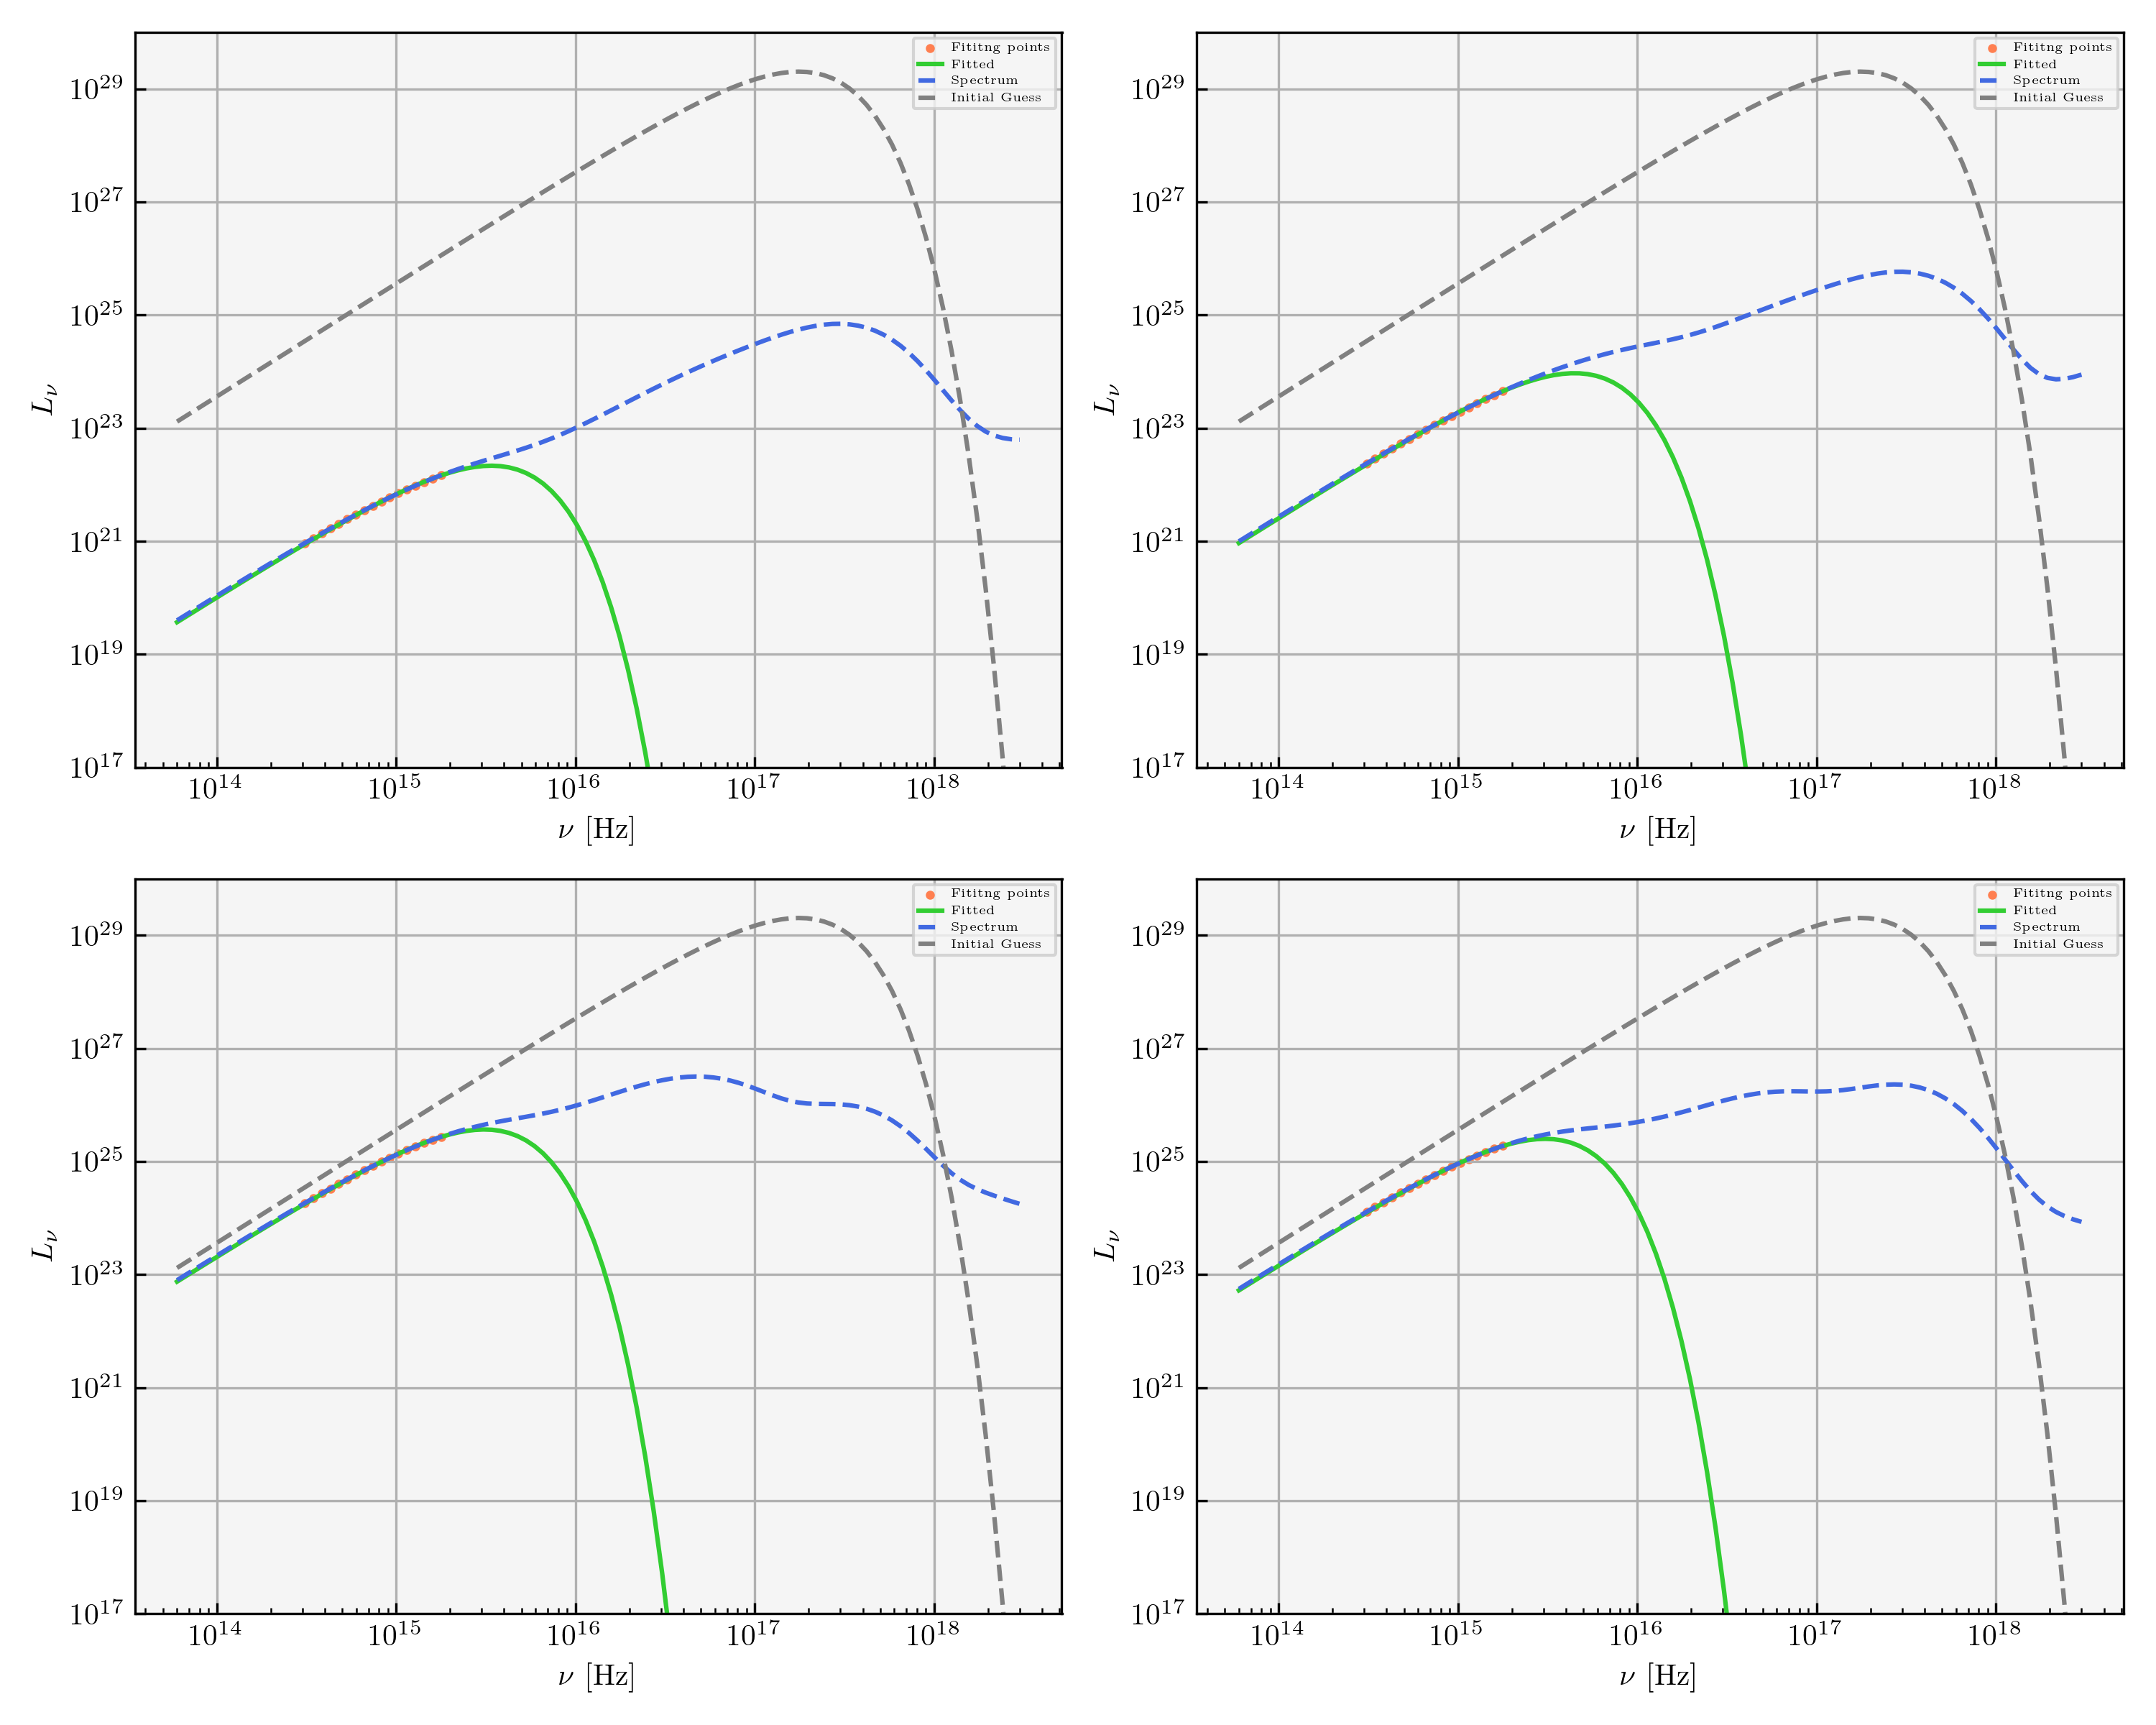 Fititng points
Fitted
Spectrum
Initial Guess
10^29
10^27
10^25
10^23
10^21
10^19
10^17
L_ν
10^14 10^15 10^16 10^17 10^18
ν [Hz]
Fititng points
Fitted
Spectrum
Initial Guess
10^29
10^27
10^25
10^23
10^21
10^19
10^17
L_ν
10^14 10^15 10^16 10^17 10^18
ν [Hz]
Fititng points
Fitted
Spectrum
Initial Guess
10^29
10^27
10^25
10^23
10^21
10^19
10^17
L_ν
10^14 10^15 10^16 10^17 10^18
ν [Hz]
Fititng points
Fitted
Spectrum
Initial Guess
10^29
10^27
10^25
10^23
10^21
10^19
10^17
L_ν
10^14 10^15 10^16 10^17 10^18
ν [Hz]